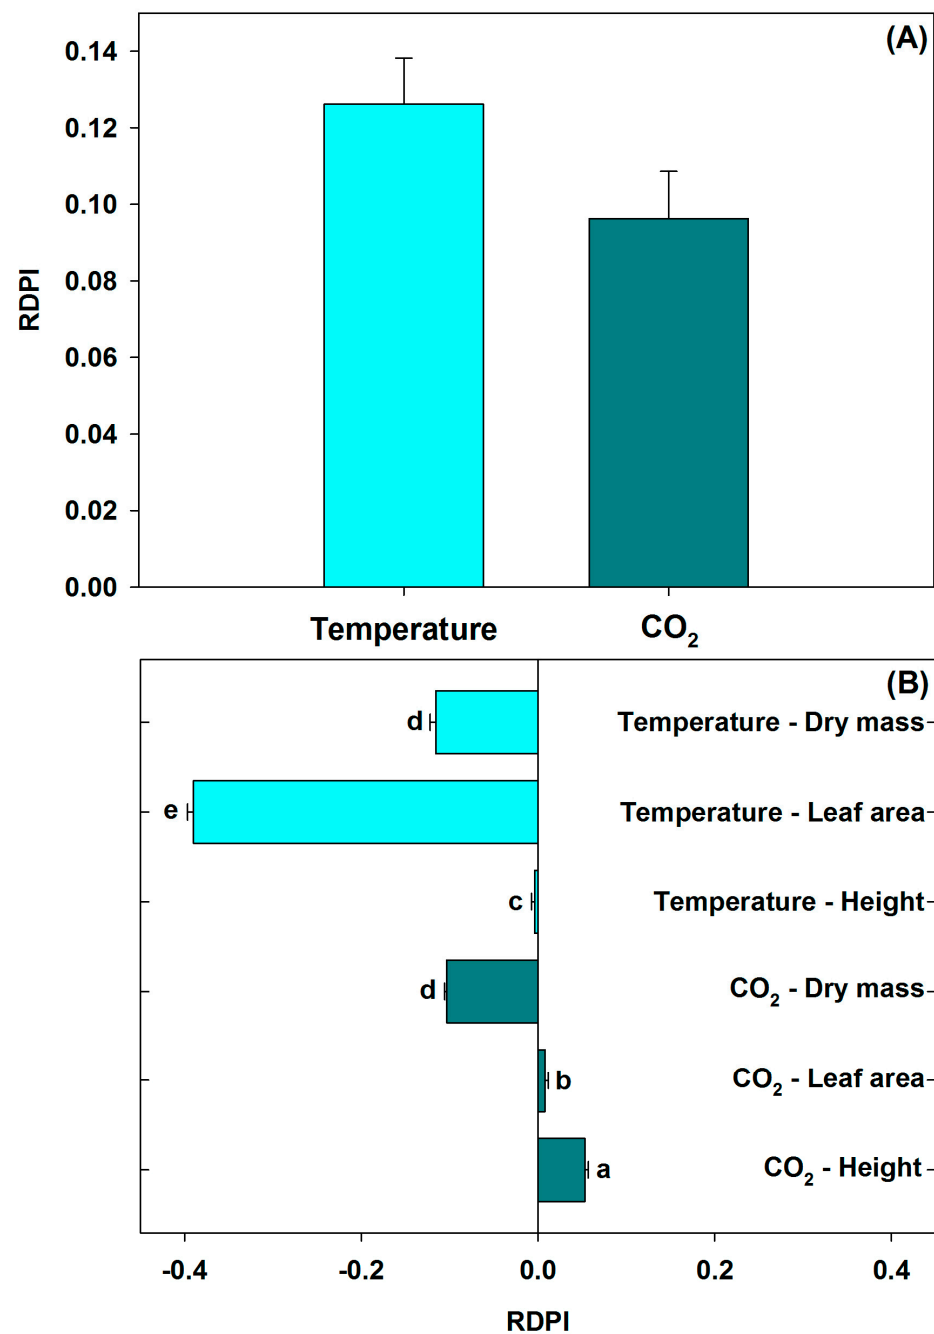 (A)
0.14
0.12
0.10
0.08
0.06
0.04
0.02
0.00
RDPI
Temperature CO₂
(B)
d Temperature - Dry mass
e Temperature - Leaf area
c Temperature - Height
d CO₂ - Dry mass
b CO₂ - Leaf area
a CO₂ - Height
-0.4 -0.2 0.0 0.2 0.4
RDPI